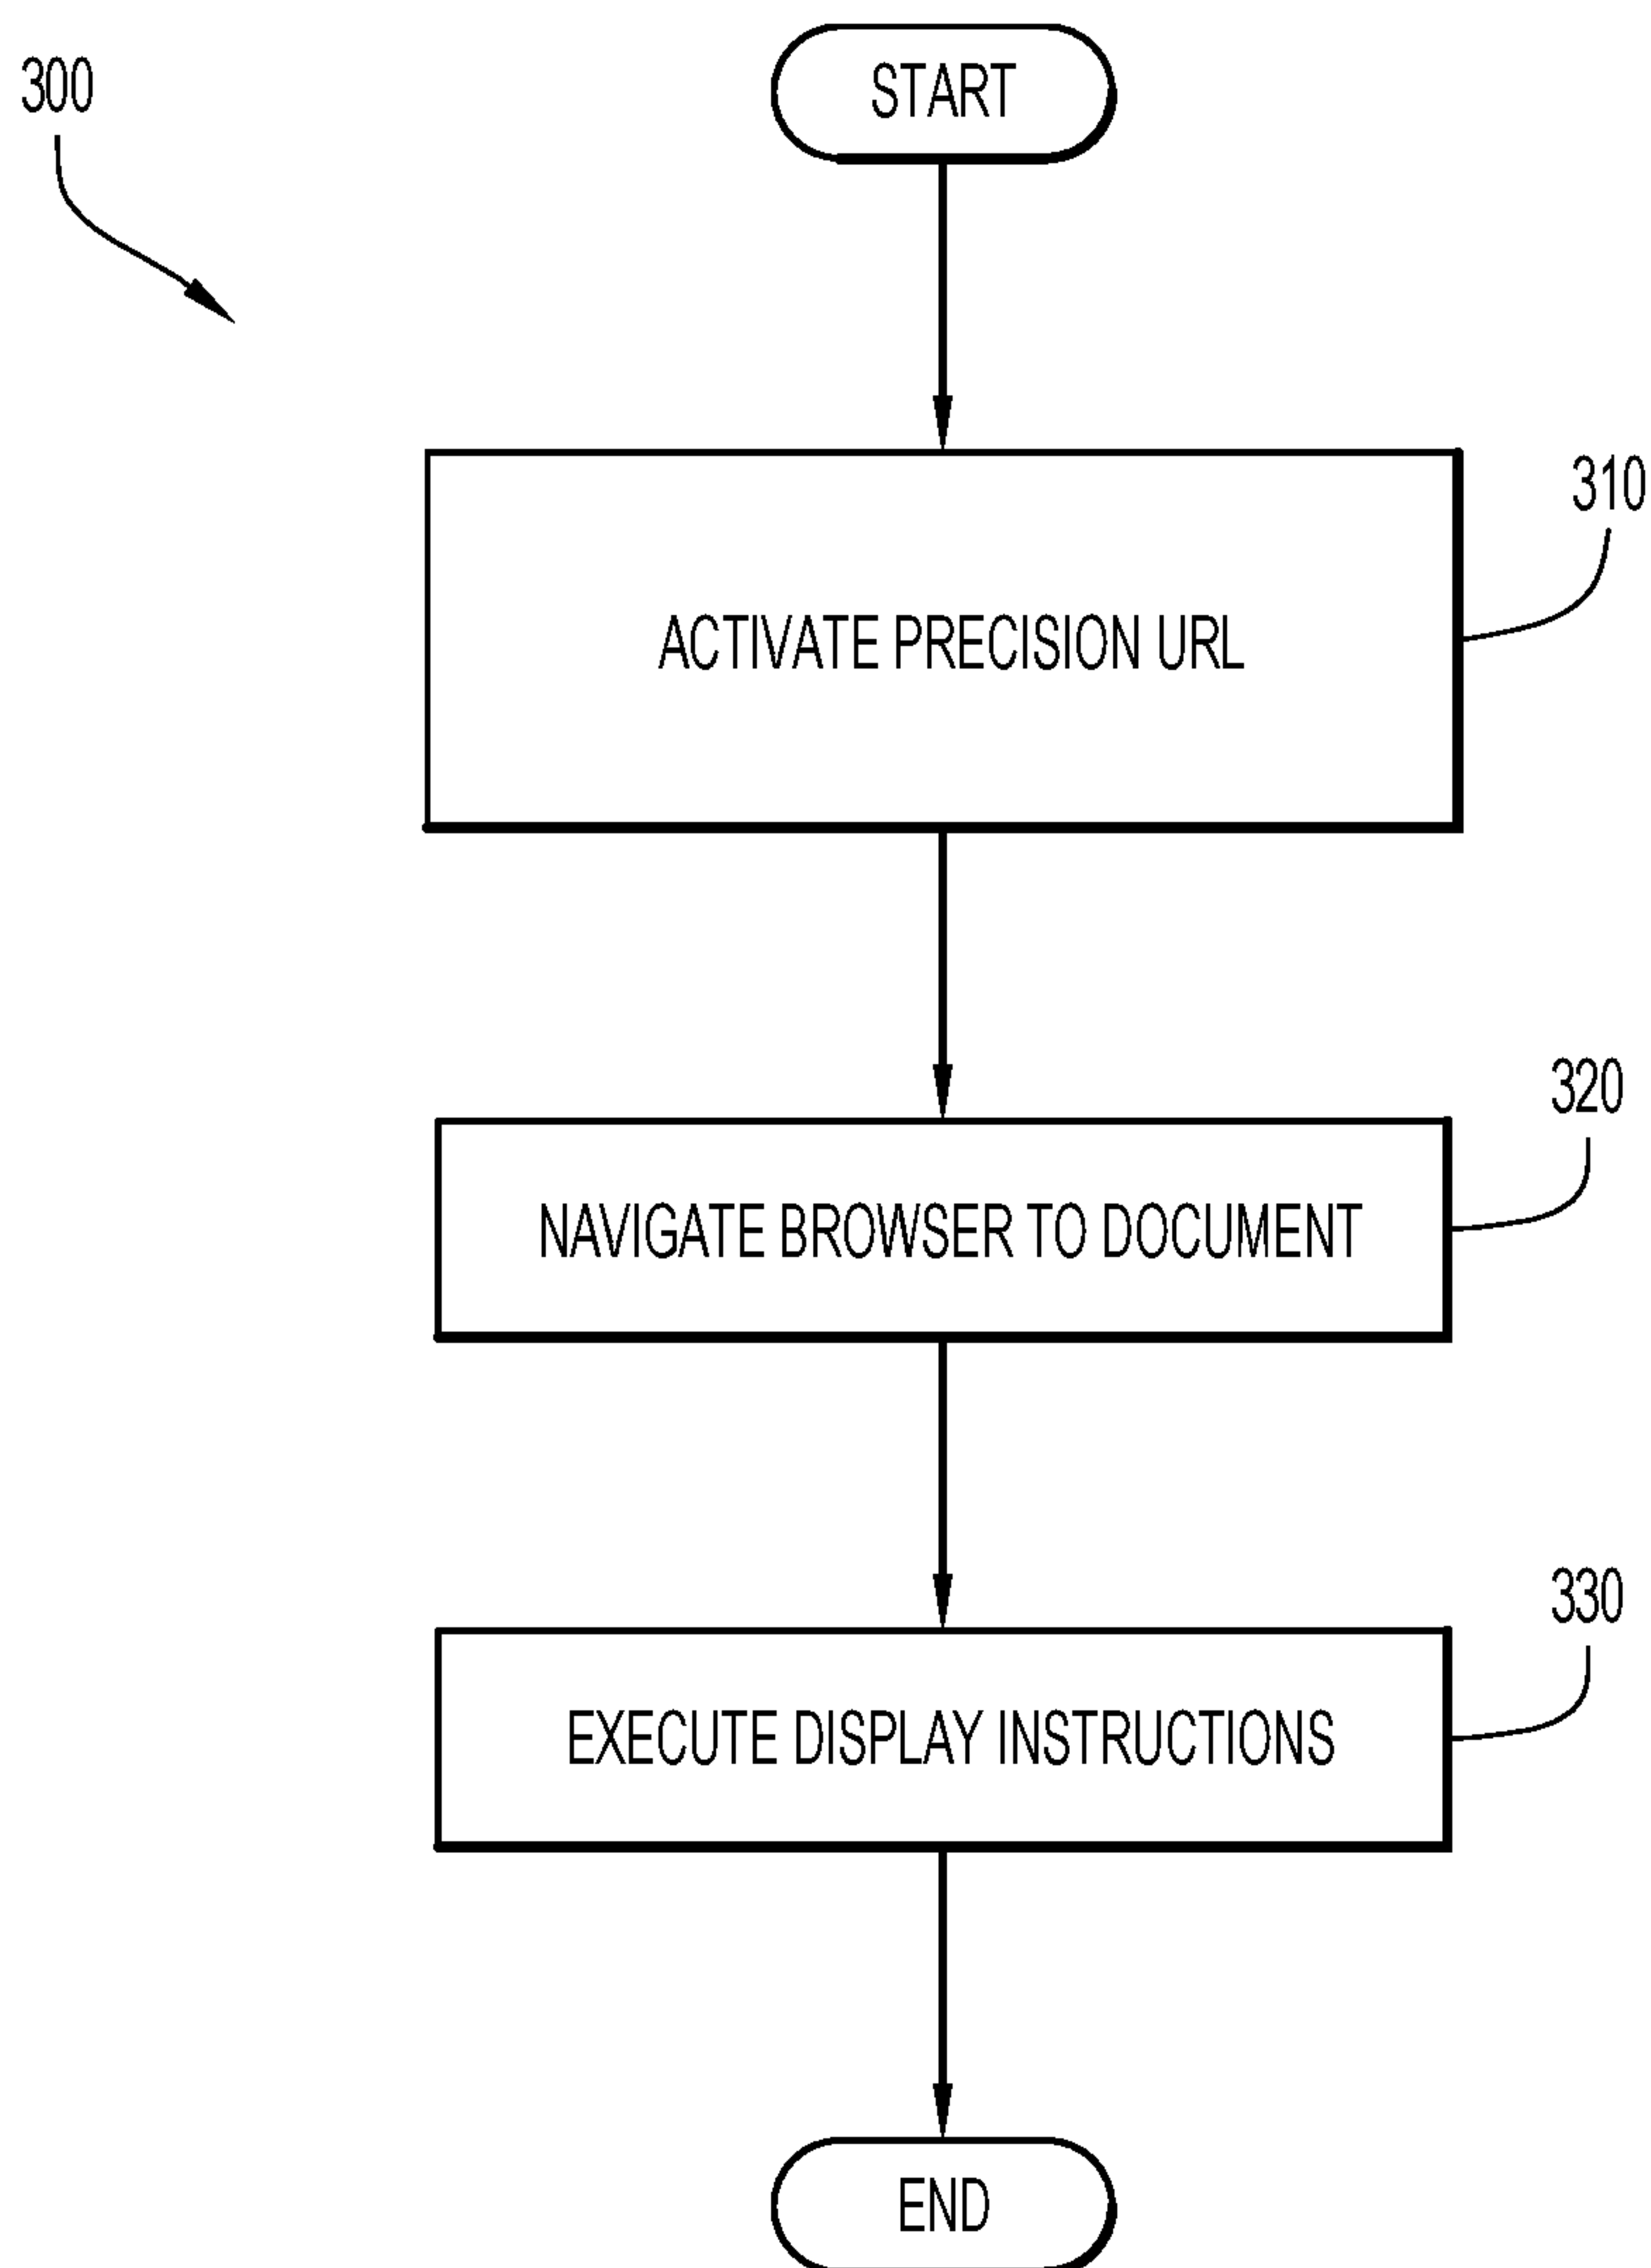 300
START
310
ACTIVATE PRECISION URL
320
NAVIGATE BROWSER TO DOCUMENT
330
EXECUTE DISPLAY INSTRUCTIONS
END